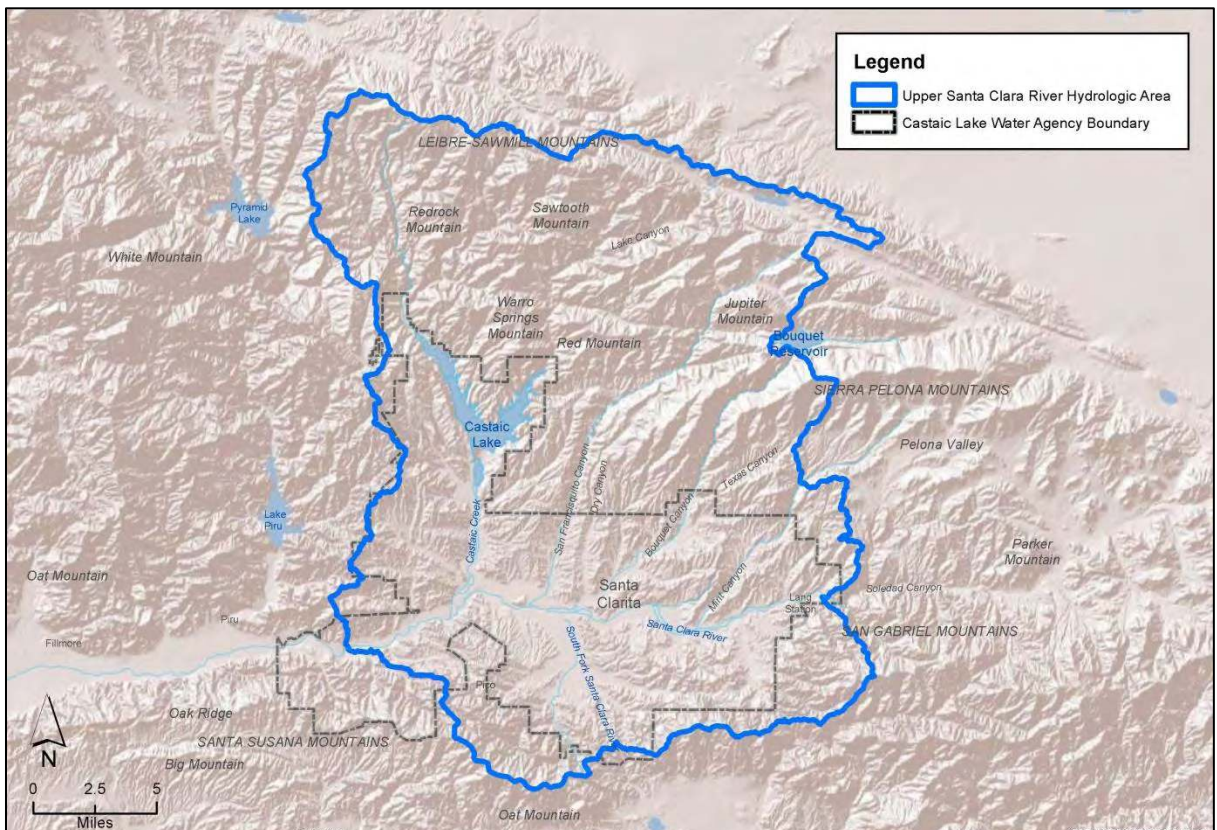 Legend
Upper Santa Clara River Hydrologic Area
Castaic Lake Water Agency Boundary
LEIBRE-SAWMILL MOUNTAINS
Pyramid
Lake
Redrock
Mountain
Sawtooth
Mountain
Lake Canyon
White Mountain
Warro
Springs
Mountain
Jupiter
Mountain
Red Mountain
Bouquet
Reservoir
SIERRA PELONA MOUNTAINS
Castaic
Lake
Pelona Valley
Texas Canyon
San Francisquito Canyon
Dry Canyon
Bouquet Canyon
Lake
Piru
Castaic Creek
Parker
Mountain
Oat Mountain
Santa
Clarita
Mint Canyon
Soledad Canyon
Lang
Station
Piru
Fillmore
Santa Clara River
SAN GABRIEL MOUNTAINS
South Fork Santa Clara River
Pico
Oak Ridge
SANTA SUSANA MOUNTAINS
Big Mountain
Oat Mountain
N
0 2.5 5
Miles